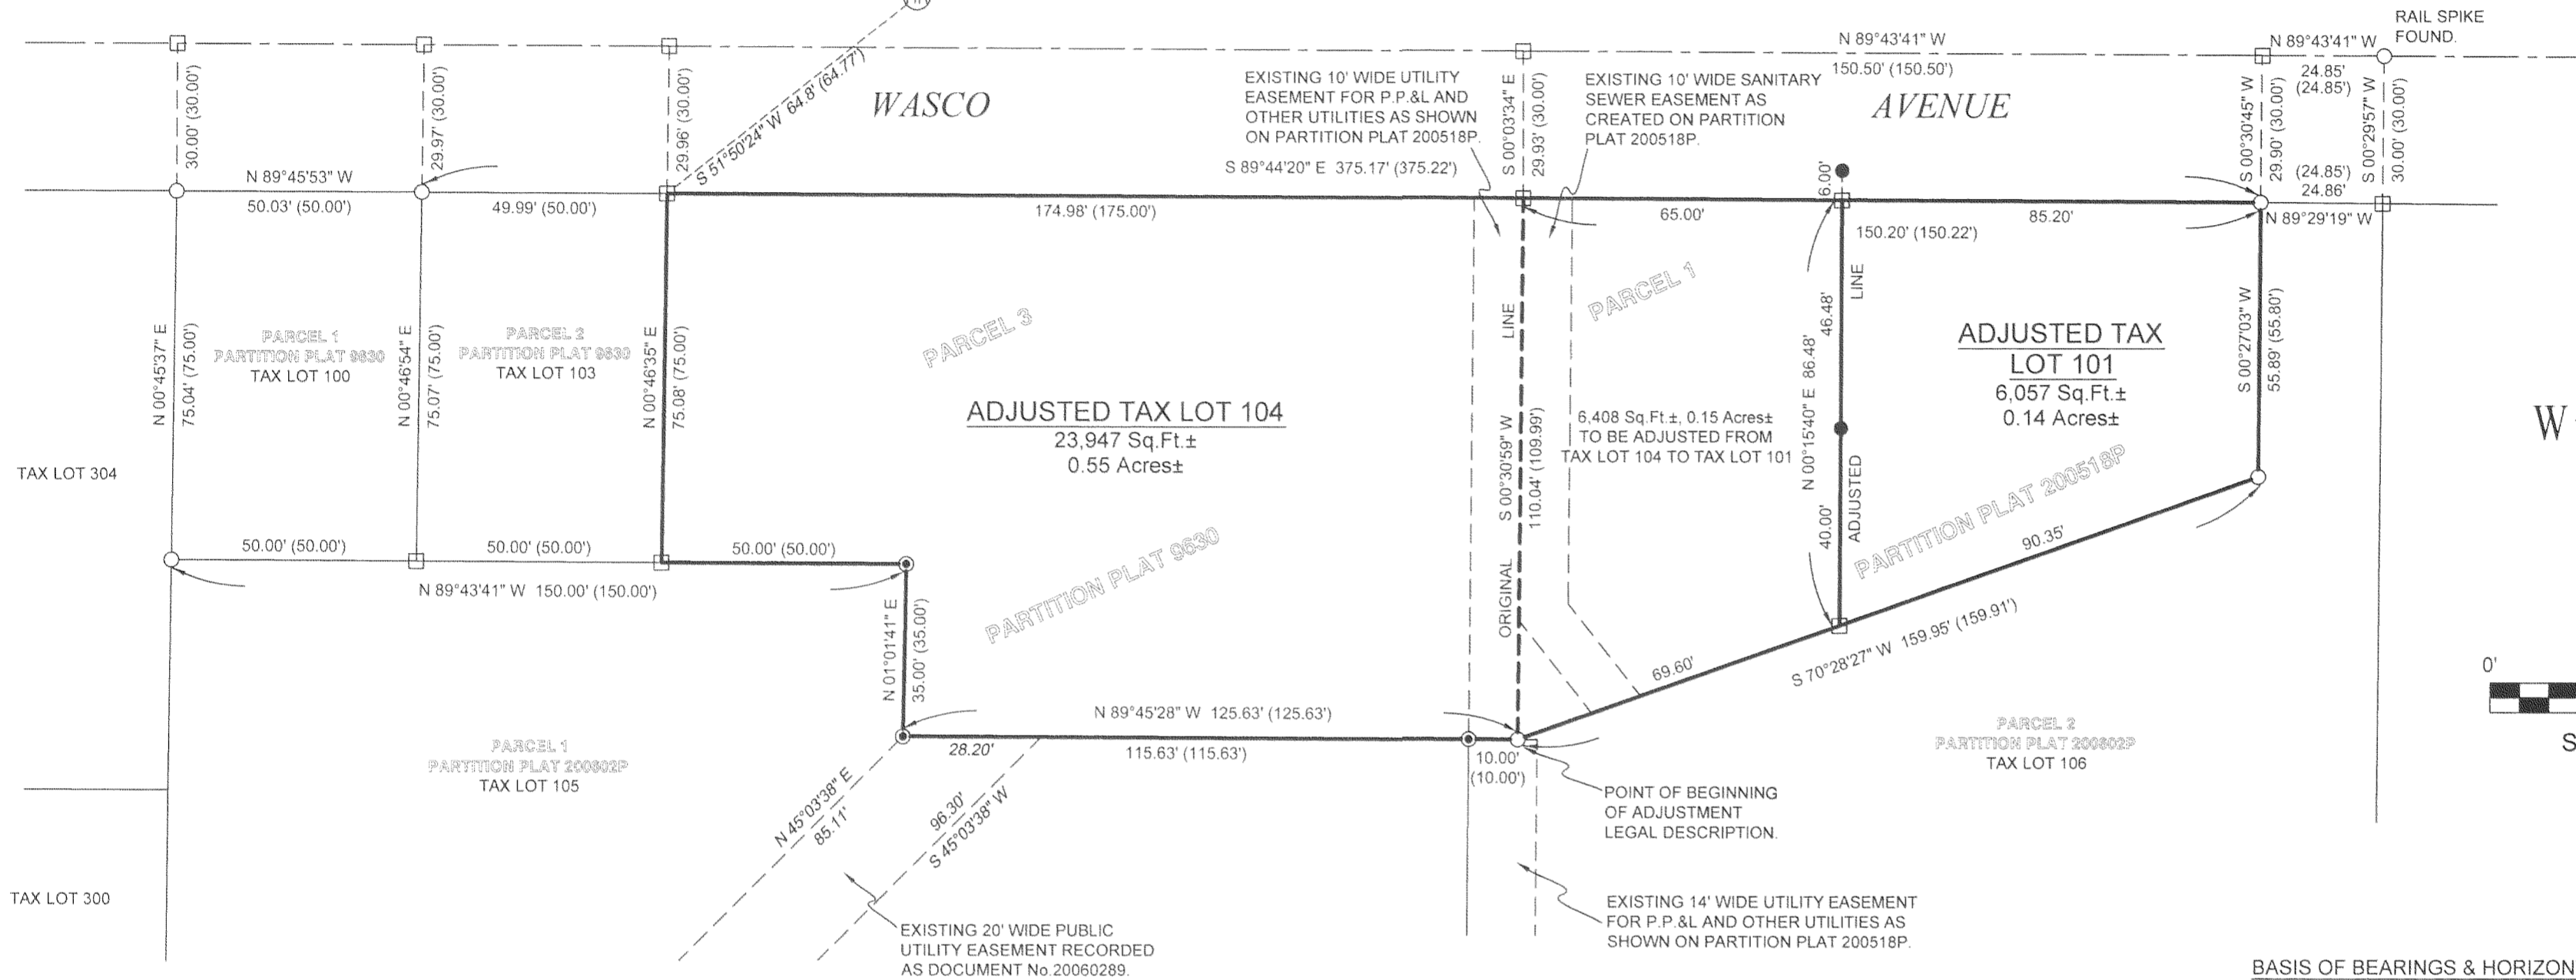 RAIL SPIKE
FOUND.
N 89°43'41" W
150.50' (150.50')
N 89°43'41" W
24.85'
(24.85')
30.00' (30.00')
29.97' (30.00')
29.96' (30.00')
S 51°50'24" W 64.8' (64.77')
WASCO
AVENUE
EXISTING 10' WIDE UTILITY
EASEMENT FOR P.P.&L AND
OTHER UTILITIES AS SHOWN
ON PARTITION PLAT 200518P.
S 00°03'34" E
29.93' (30.00')
EXISTING 10' WIDE SANITARY
SEWER EASEMENT AS
CREATED ON PARTITION
PLAT 200518P.
S 00°30'45" W
29.90' (30.00')
S 00°29'57" W
30.00' (30.00')
S 89°44'20" E 375.17' (375.22')
N 89°45'53" W
50.03' (50.00')
49.99' (50.00')
174.98' (175.00')
65.00'
6.00'
85.20'
150.20' (150.22')
(24.85')
24.86'
N 89°29'19" W
N 00°45'37" E
75.04' (75.00')
PARCEL 1
PARTITION PLAT 9630
TAX LOT 100
N 00°46'54" E
75.07' (75.00')
PARCEL 2
PARTITION PLAT 9630
TAX LOT 103
N 00°46'35" E
75.08' (75.00')
PARCEL 3
ADJUSTED TAX LOT 104
23,947 Sq.Ft.±
0.55 Acres±
PARTITION PLAT 9630
LINE
S 00°30'59" W
110.04' (109.99')
ORIGINAL
PARCEL 1
6,408 Sq.Ft.±, 0.15 Acres±
TO BE ADJUSTED FROM
TAX LOT 104 TO TAX LOT 101
N 00°15'40" E 86.48'
46.48'
40.00'
LINE
ADJUSTED
ADJUSTED TAX
LOT 101
6,057 Sq.Ft.±
0.14 Acres±
S 00°27'03" W
55.89' (55.80')
PARTITION PLAT 200518P
W
TAX LOT 304
50.00' (50.00')
50.00' (50.00')
50.00' (50.00')
N 89°43'41" W 150.00' (150.00')
N 01°01'41" E
35.00' (35.00')
90.35'
69.60'
S 70°28'27" W 159.95' (159.91')
N 89°45'28" W 125.63' (125.63')
28.20'
115.63' (115.63')
10.00'
(10.00')
PARCEL 1
PARTITION PLAT 200602P
TAX LOT 105
PARCEL 2
PARTITION PLAT 200602P
TAX LOT 106
0'
S
N 45°03'38" E
85.11'
96.30'
S 45°03'38" W
POINT OF BEGINNING
OF ADJUSTMENT
LEGAL DESCRIPTION.
TAX LOT 300
EXISTING 20' WIDE PUBLIC
UTILITY EASEMENT RECORDED
AS DOCUMENT No.20060289.
EXISTING 14' WIDE UTILITY EASEMENT
FOR P.P.&L AND OTHER UTILITIES AS
SHOWN ON PARTITION PLAT 200518P.
BASIS OF BEARINGS & HORIZON